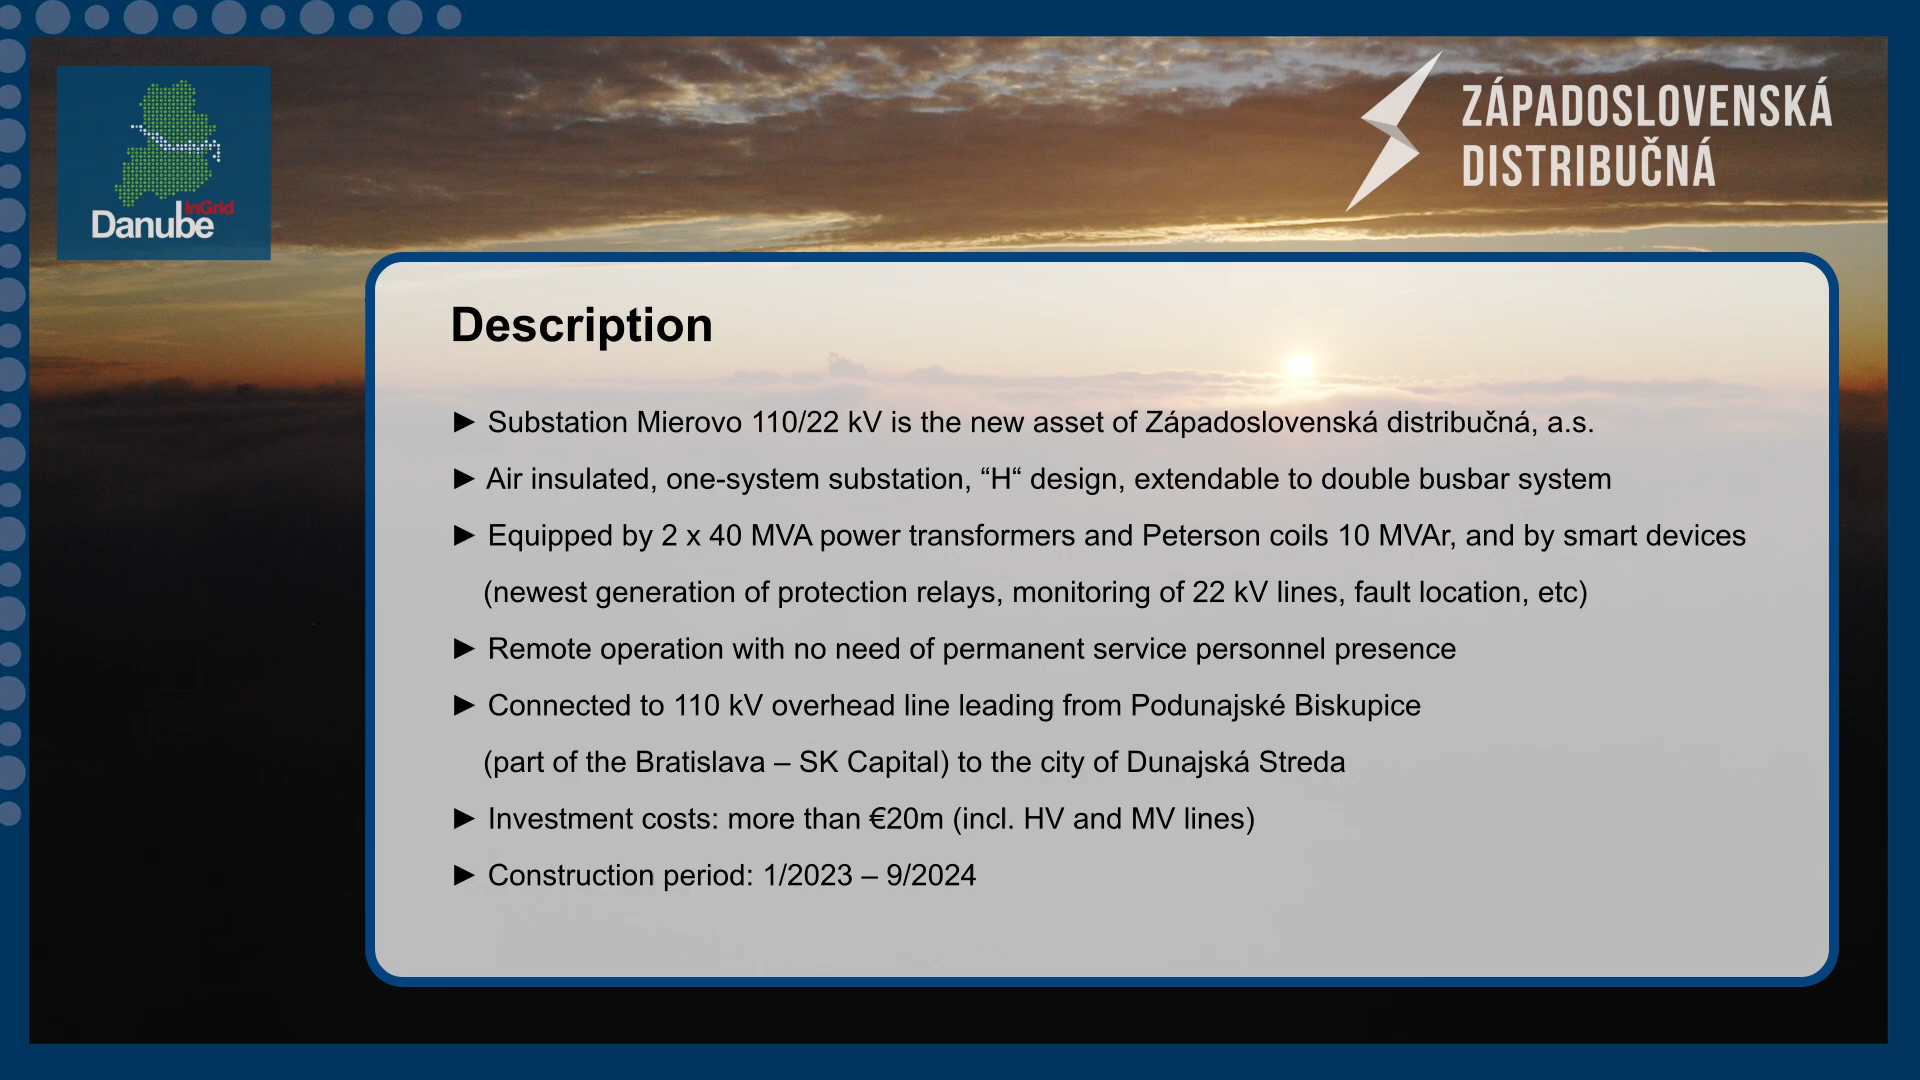 InGrid
Danube
ZÁPADOSLOVENSKÁ
DISTRIBUČNÁ
Description
► Substation Mierovo 110/22 kV is the new asset of Západoslovenská distribučná, a.s.
► Air insulated, one-system substation, “H“ design, extendable to double busbar system
► Equipped by 2 x 40 MVA power transformers and Peterson coils 10 MVAr, and by smart devices
(newest generation of protection relays, monitoring of 22 kV lines, fault location, etc)
► Remote operation with no need of permanent service personnel presence
► Connected to 110 kV overhead line leading from Podunajské Biskupice
(part of the Bratislava – SK Capital) to the city of Dunajská Streda
► Investment costs: more than €20m (incl. HV and MV lines)
► Construction period: 1/2023 – 9/2024